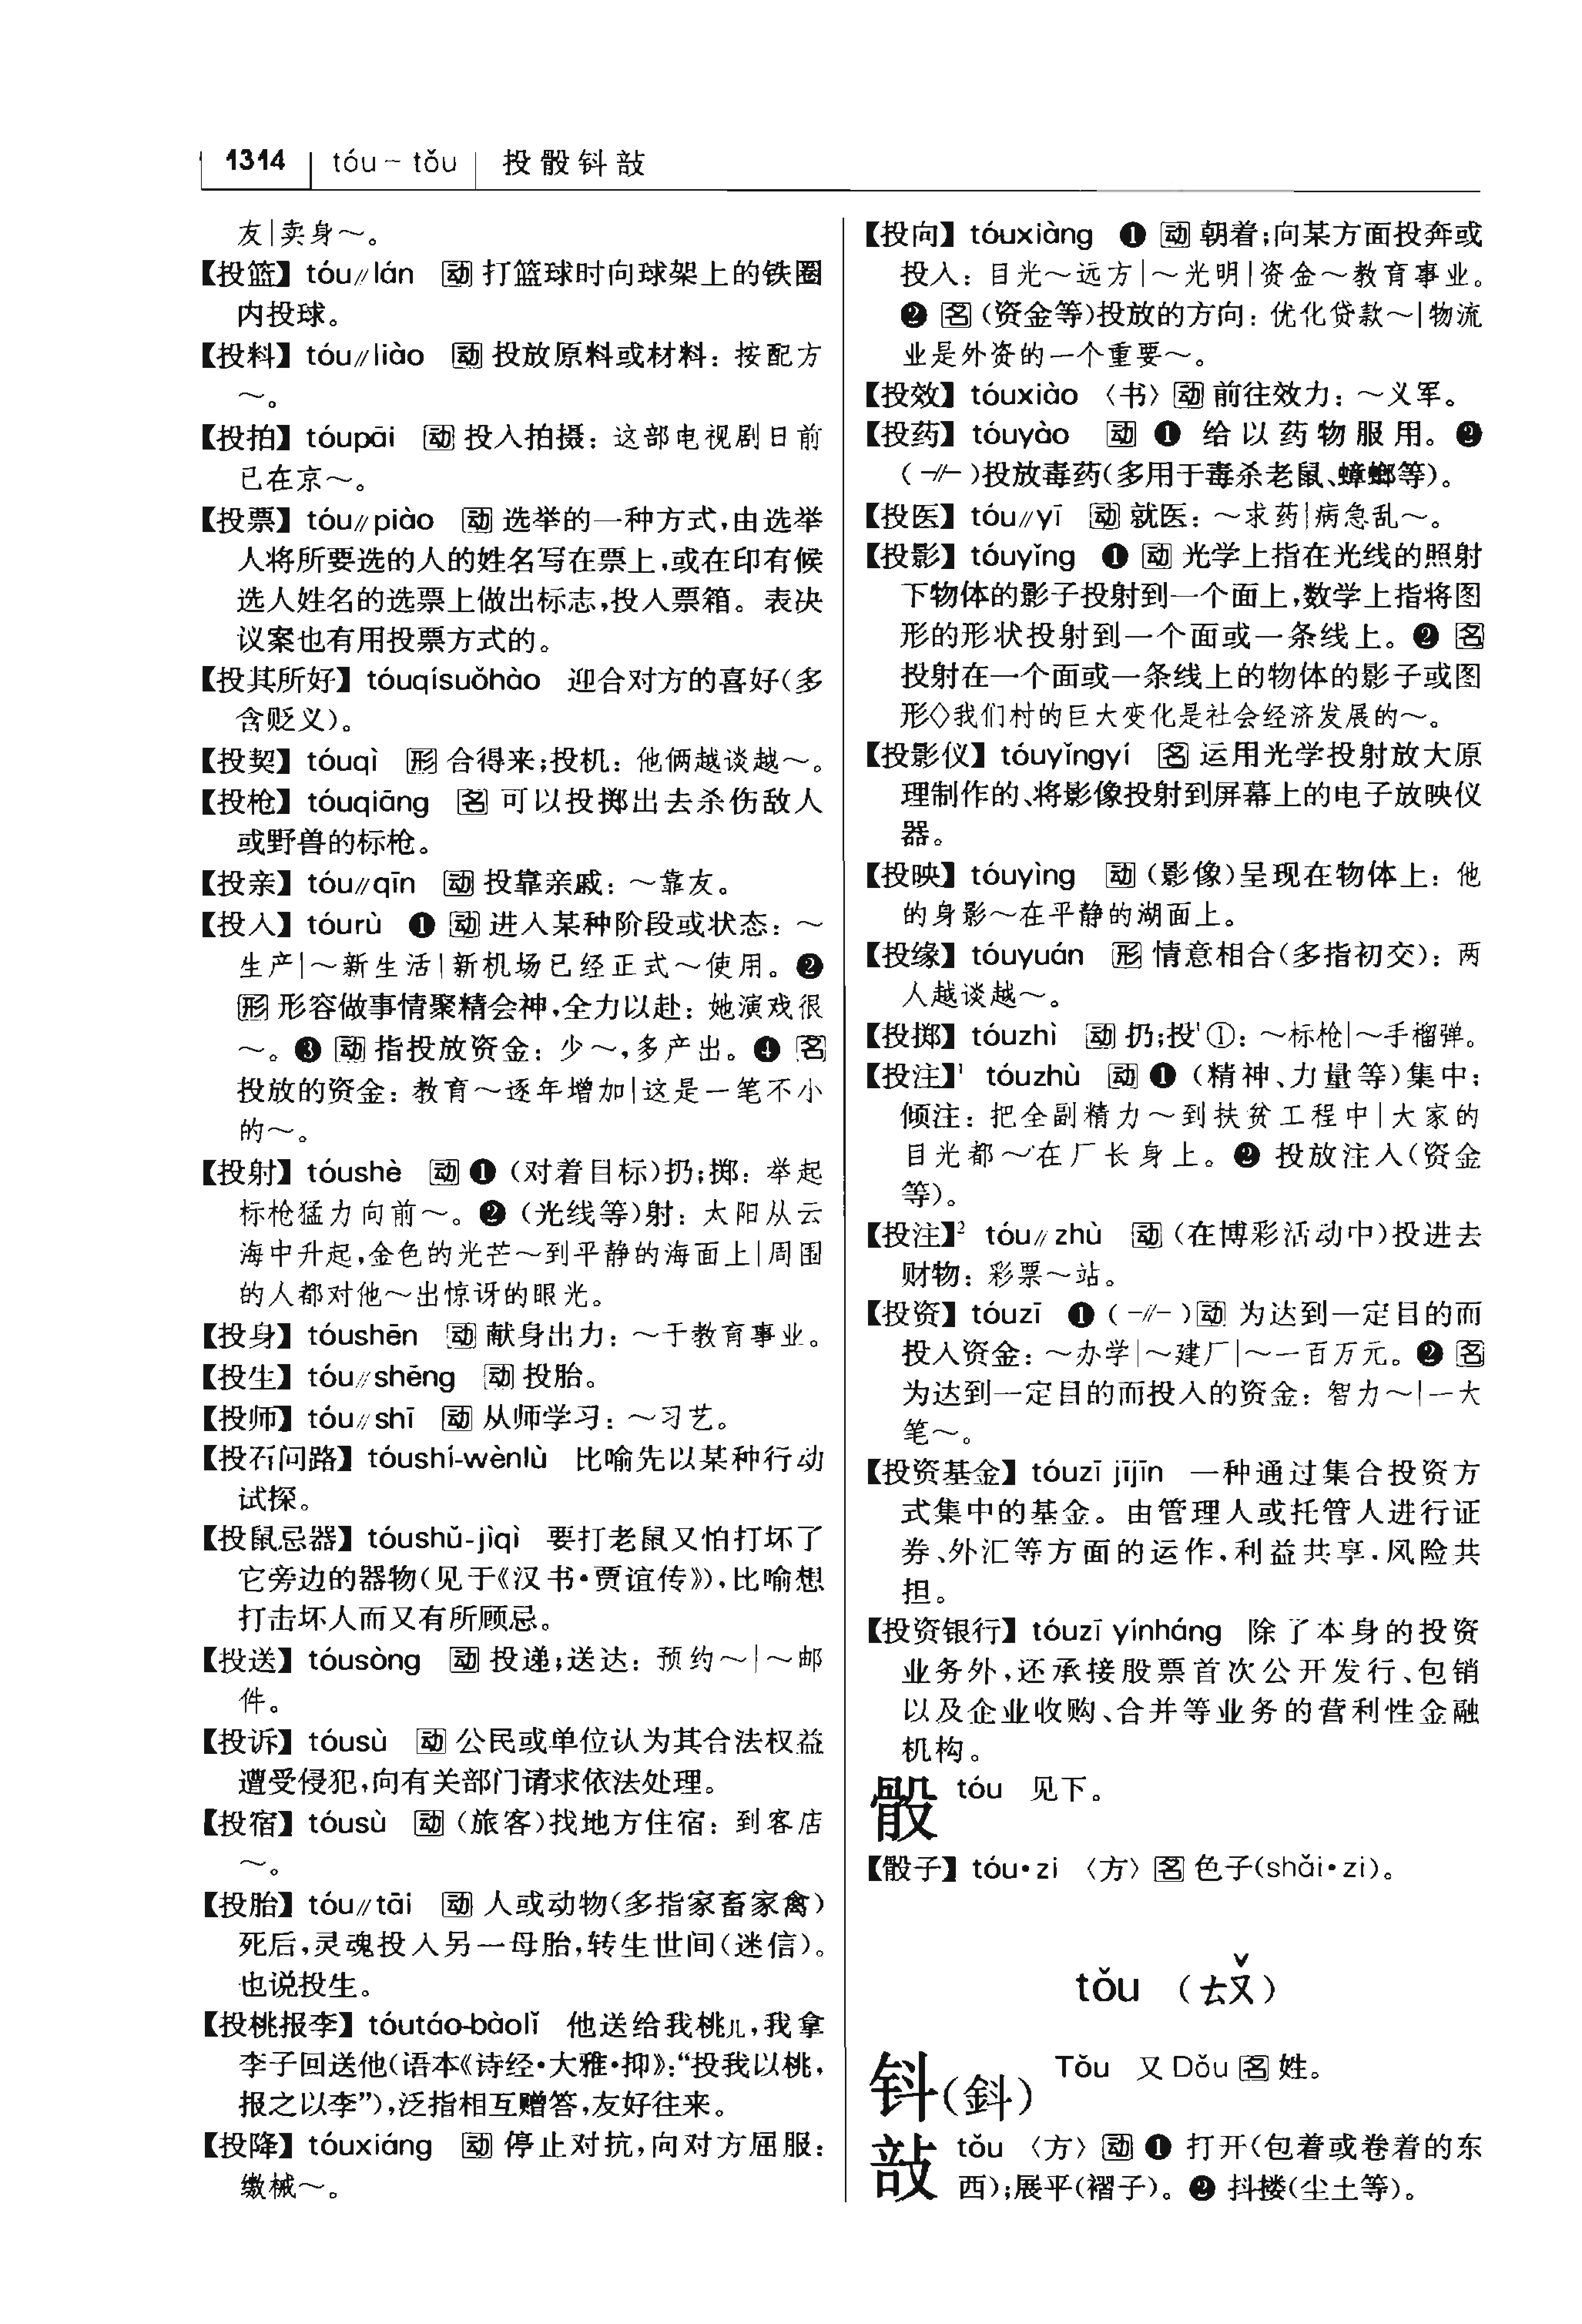 1314 tóu－tǒu 投骰钭敨
友|卖身～。
【投篮】tóu∥lán 动 打篮球时向球架上的铁圈
内投球。
【投料】tóu∥liào 动 投放原料或材料：按配方
～。
【投拍】tóupāi 动 投入拍摄：这部电视剧日前
已在京～。
【投票】tóu∥piào 动 选举的一种方式，由选举
人将所要选的人的姓名写在票上，或在印有候
选人姓名的选票上做出标志，投入票箱。表决
议案也有用投票方式的。
【投其所好】tóuqísuǒhào 迎合对方的喜好（多
含贬义）。
【投契】tóuqì 形 合得来；投机：他俩越谈越～。
【投枪】tóuqiāng 名 可以投掷出去杀伤敌人
或野兽的标枪。
【投亲】tóu∥qīn 动 投靠亲戚：～靠友。
【投入】tóurù ❶ 动 进入某种阶段或状态：～
生产|～新生活|新机场已经正式～使用。❷
形 形容做事情聚精会神，全力以赴：她演戏很
～。❸ 动 指投放资金：少～，多产出。❹ 名
投放的资金：教育～逐年增加|这是一笔不小
的～。
【投射】tóushè 动 ❶（对着目标）扔；掷：举起
标枪猛力向前～。❷（光线等）射：太阳从云
海中升起，金色的光芒～到平静的海面上|周围
的人都对他～出惊讶的眼光。
【投身】tóushēn 动 献身出力：～于教育事业。
【投生】tóu∥shēng 动 投胎。
【投师】tóu∥shī 动 从师学习：～习艺。
【投石问路】tóushí-wènlù 比喻先以某种行动
试探。
【投鼠忌器】tóushǔ-jìqì 要打老鼠又怕打坏了
它旁边的器物（见于《汉书·贾谊传》），比喻想
打击坏人而又有所顾忌。
【投送】tóusòng 动 投递；送达：预约～|～邮
件。
【投诉】tóusù 动 公民或单位认为其合法权益
遭受侵犯，向有关部门请求依法处理。
【投宿】tóusù 动（旅客）找地方住宿：到客店
～。
【投胎】tóu∥tāi 动 人或动物（多指家畜家禽）
死后，灵魂投入另一母胎，转生世间（迷信）。
也说投生。
【投桃报李】tóutáo-bàolǐ 他送给我桃儿，我拿
李子回送他（语本《诗经·大雅·抑》：“投我以桃，
报之以李”），泛指相互赠答，友好往来。
【投降】tóuxiáng 动 停止对抗，向对方屈服：
缴械～。
【投向】tóuxiàng ❶ 动 朝着；向某方面投奔或
投入：目光～远方|～光明|资金～教育事业。
❷ 名（资金等）投放的方向：优化贷款～|物流
业是外资的一个重要～。
【投效】tóuxiào 〈书〉动 前往效力：～义军。
【投药】tóuyào 动 ❶ 给以药物服用。❷
（－∥－）投放毒药（多用于毒杀老鼠、蟑螂等）。
【投医】tóu∥yī 动 就医：～求药|病急乱～。
【投影】tóuyǐng ❶ 动 光学上指在光线的照射
下物体的影子投射到一个面上，数学上指将图
形的形状投射到一个面或一条线上。❷ 名
投射在一个面或一条线上的物体的影子或图
形◇我们村的巨大变化是社会经济发展的～。
【投影仪】tóuyǐngyí 名 运用光学投射放大原
理制作的、将影像投射到屏幕上的电子放映仪
器。
【投映】tóuyìng 动（影像）呈现在物体上：他
的身影～在平静的湖面上。
【投缘】tóuyuán 形 情意相合（多指初交）：两
人越谈越～。
【投掷】tóuzhì 动 扔；投¹①：～标枪|～手榴弹。
【投注】¹ tóuzhù 动 ❶（精神、力量等）集中；
倾注：把全副精力～到扶贫工程中|大家的
目光都～在厂长身上。❷ 投放注入（资金
等）。
【投注】² tóu∥zhù 动（在博彩活动中）投进去
财物：彩票～站。
【投资】tóuzī ❶（－∥－）动 为达到一定目的而
投入资金：～办学|～建厂|～一百万元。❷ 名
为达到一定目的而投入的资金：智力～|一大
笔～。
【投资基金】tóuzī jījīn 一种通过集合投资方
式集中的基金。由管理人或托管人进行证
券、外汇等方面的运作，利益共享，风险共
担。
【投资银行】tóuzī yínháng 除了本身的投资
业务外，还承接股票首次公开发行、包销
以及企业收购、合并等业务的营利性金融
机构。
骰 tóu 见下。
【骰子】tóu·zi 〈方〉名 色子（shǎi·zi）。
tǒu （ㄊㄡˇ）
钭（鈄） Tǒu 又 Dǒu 名 姓。
敨 tǒu 〈方〉动 ❶ 打开（包着或卷着的东
西）；展平（褶子）。❷ 抖搂（尘土等）。